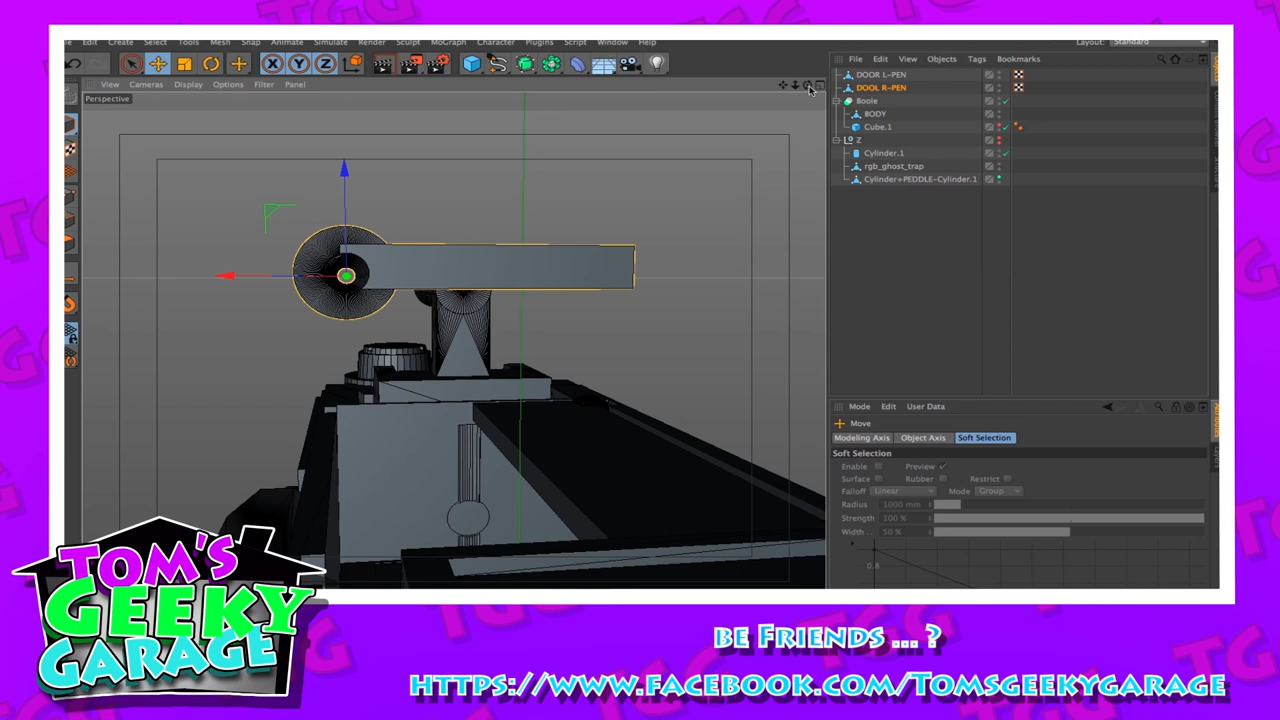 Edit Create Select Tools Mesh Snap Animate Simulate Render Sculpt MoGraph Character Plugins Script Window Help
Layout: Standard
X Y Z
View Cameras Display Options Filter Panel
Perspective
File Edit View Objects Tags Bookmarks
DOOR L-PEN
DOOL R-PEN
Boole
BODY
Cube.1
Z
Cylinder.1
rgb_ghost_trap
Cylinder+PEDDLE-Cylinder.1
Mode Edit User Data
Move
Modeling Axis Object Axis Soft Selection
Soft Selection
Enable Preview
Surface Rubber Restrict
Falloff Linear Mode Group
Radius 1000 mm
Strength 100 %
Width . . 50 %
0.8
TOM'S
GEEKY
GARAGE
be Friends ... ?
https://www.facebook.com/Tomsgeekygarage